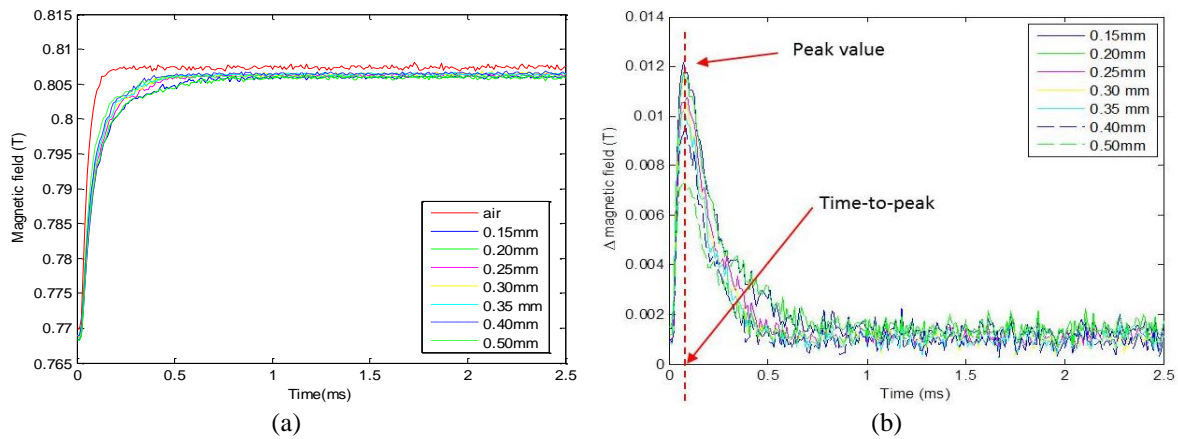 0.815
0.81
0.805
0.8
0.795
0.79
0.785
0.78
0.775
0.77
0.765
Magnetic field (T)
air
0.15mm
0.20mm
0.25mm
0.30mm
0.35 mm
0.40mm
0.50mm
0 0.5 1 1.5 2 2.5
Time(ms)
(a)
0.014
0.012
0.01
0.008
0.006
0.004
0.002
0
Δ magnetic field (T)
Peak value
Time-to-peak
0.15mm
0.20mm
0.25mm
0.30 mm
0.35 mm
0.40mm
0.50mm
0 0.5 1 1.5 2 2.5
Time (ms)
(b)